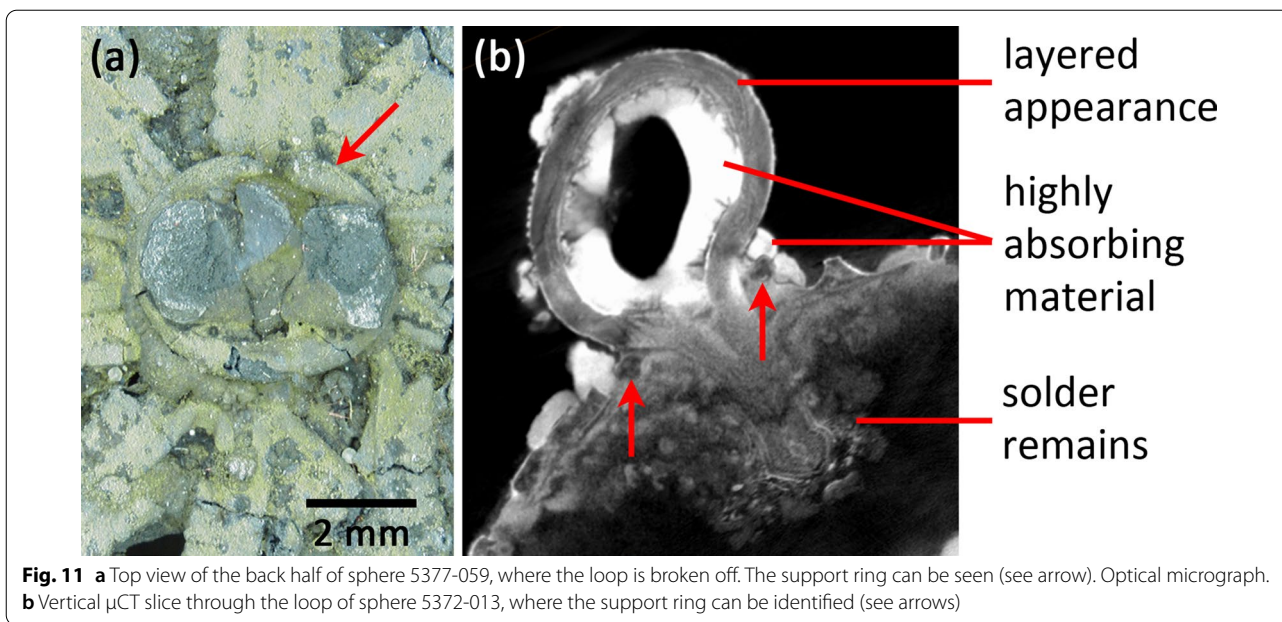 (a)
(b)
layered
appearance
highly
absorbing
material
solder
remains
2 mm
Fig. 11 a Top view of the back half of sphere 5377-059, where the loop is broken off. The support ring can be seen (see arrow). Optical micrograph.
b Vertical µCT slice through the loop of sphere 5372-013, where the support ring can be identified (see arrows)